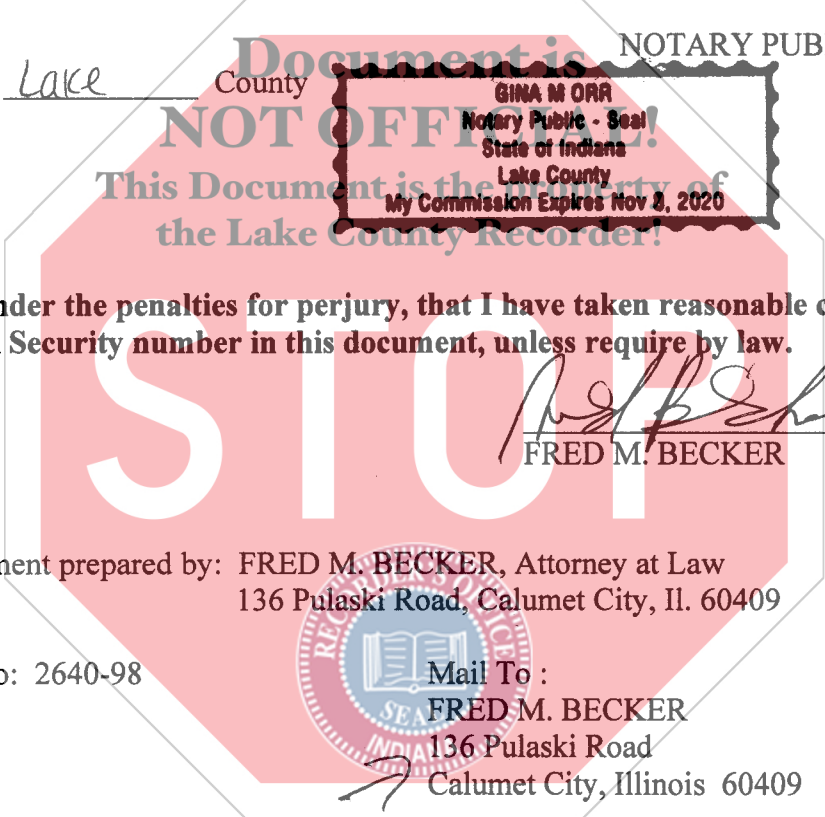 NOTARY PUB
Lake County
Document is
NOT OFFICIAL!
This Document is the property of
the Lake County Recorder!
GINA M ORR
Notary Public - Seal
State of Indiana
Lake County
My Commission Expires Nov 8, 2020
nder the penalties for perjury, that I have taken reasonable c
Security number in this document, unless require by law.
STOP
FRED M. BECKER
ment prepared by: FRED M. BECKER, Attorney at Law
136 Pulaski Road, Calumet City, Il. 60409
RECORDER'S OFFICE
SEAL
INDIANA
o: 2640-98
Mail To :
FRED M. BECKER
136 Pulaski Road
Calumet City, Illinois 60409